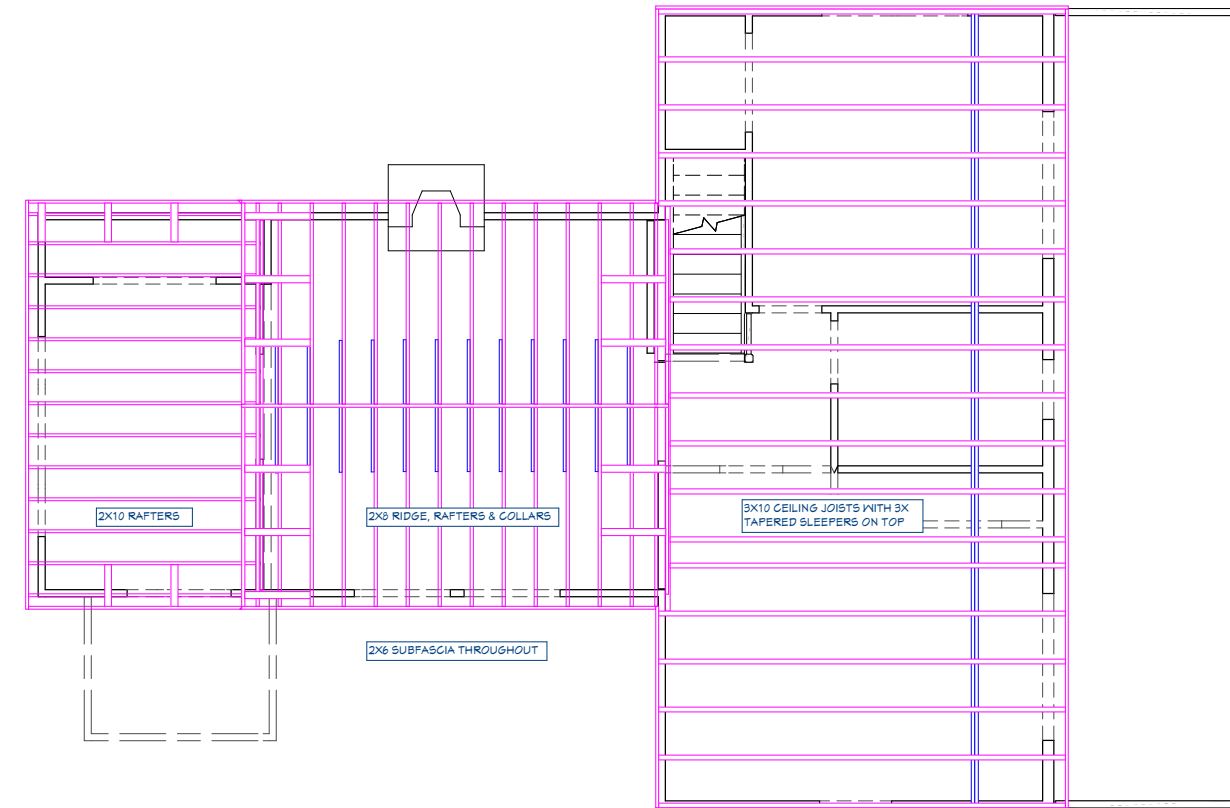 2X10 RAFTERS
2X8 RIDGE, RAFTERS & COLLARS
3X10 CEILING JOISTS WITH 3X
TAPERED SLEEPERS ON TOP
2X6 SUBFASCIA THROUGHOUT